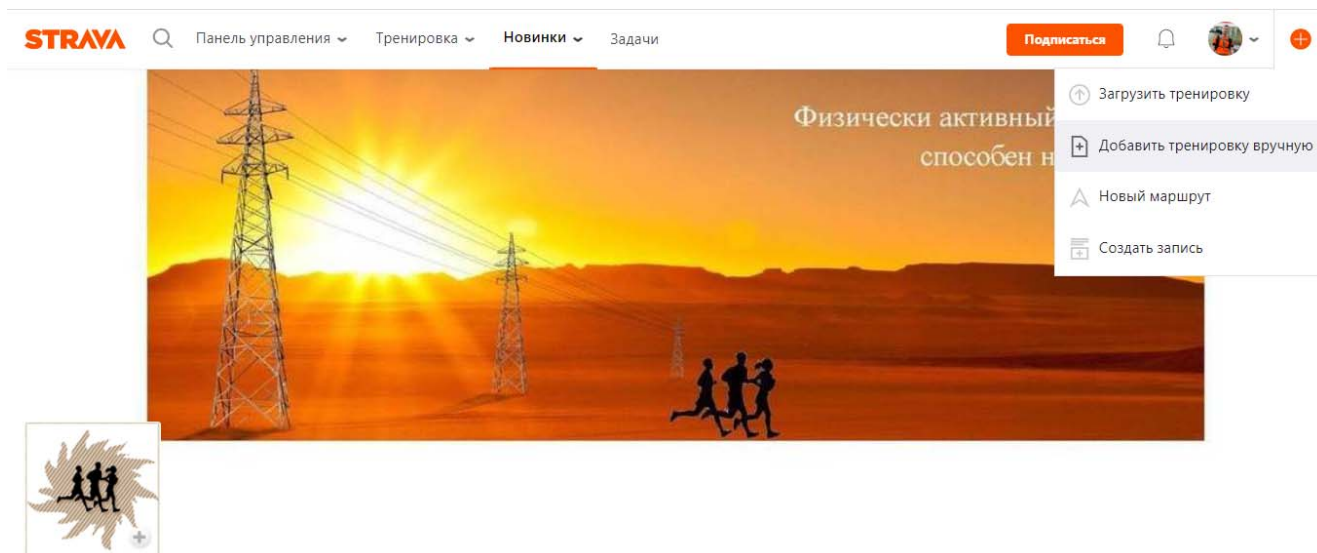 STRAVA Панель управления Тренировка Новинки Задачи Подписаться
Физически активный
способен н
Загрузить тренировку
Добавить тренировку вручную
Новый маршрут
Создать запись